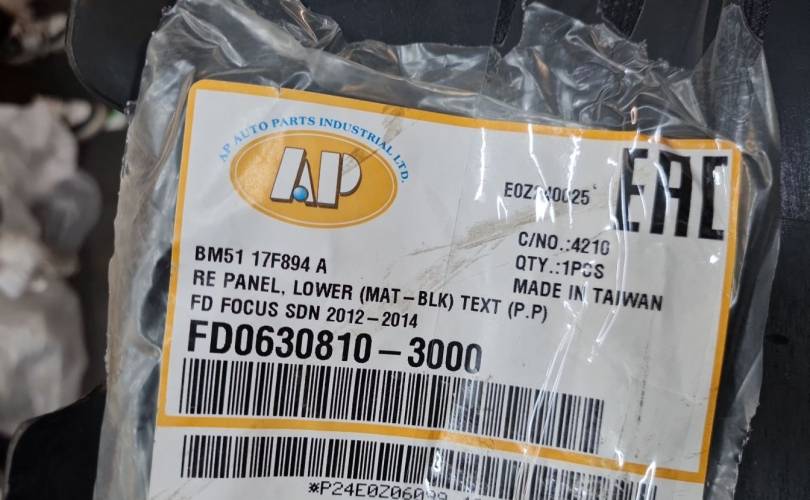 AP AUTO PARTS INDUSTRIAL LTD.
AP
EAC
C/NO.:4210
QTY.:1PCS
MADE IN TAIWAN
BM51 17F894 A
RE PANEL, LOWER (MAT-BLK) TEXT (P.P)
FD FOCUS SDN 2012-2014
FD0630810-3000